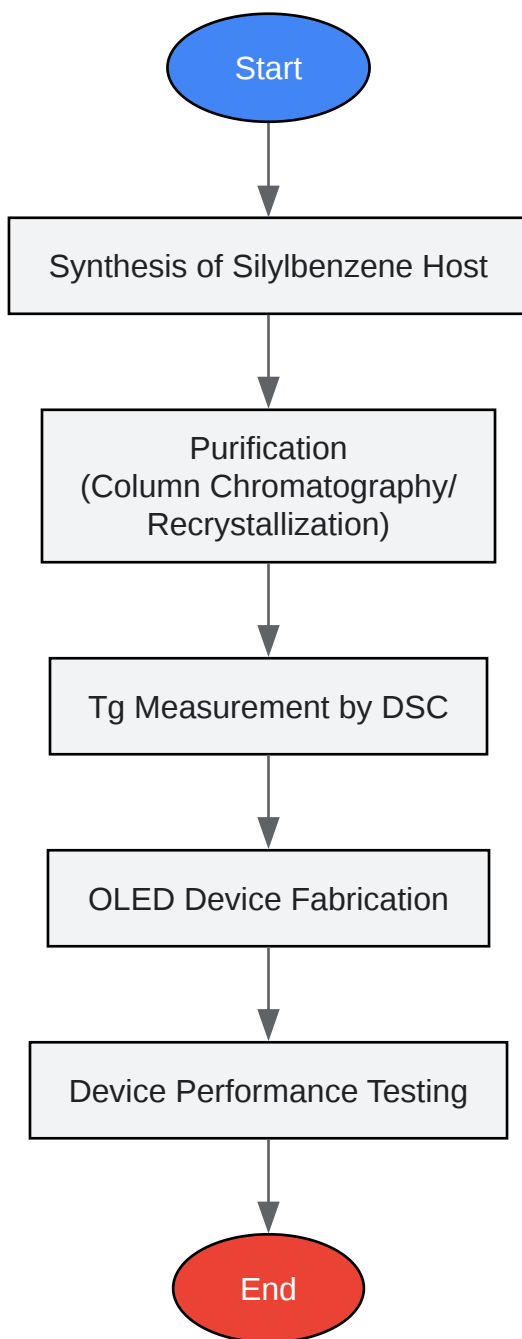 Start
Synthesis of Silylbenzene Host
Purification
(Column Chromatography/
Recrystallization)
Tg Measurement by DSC
OLED Device Fabrication
Device Performance Testing
End